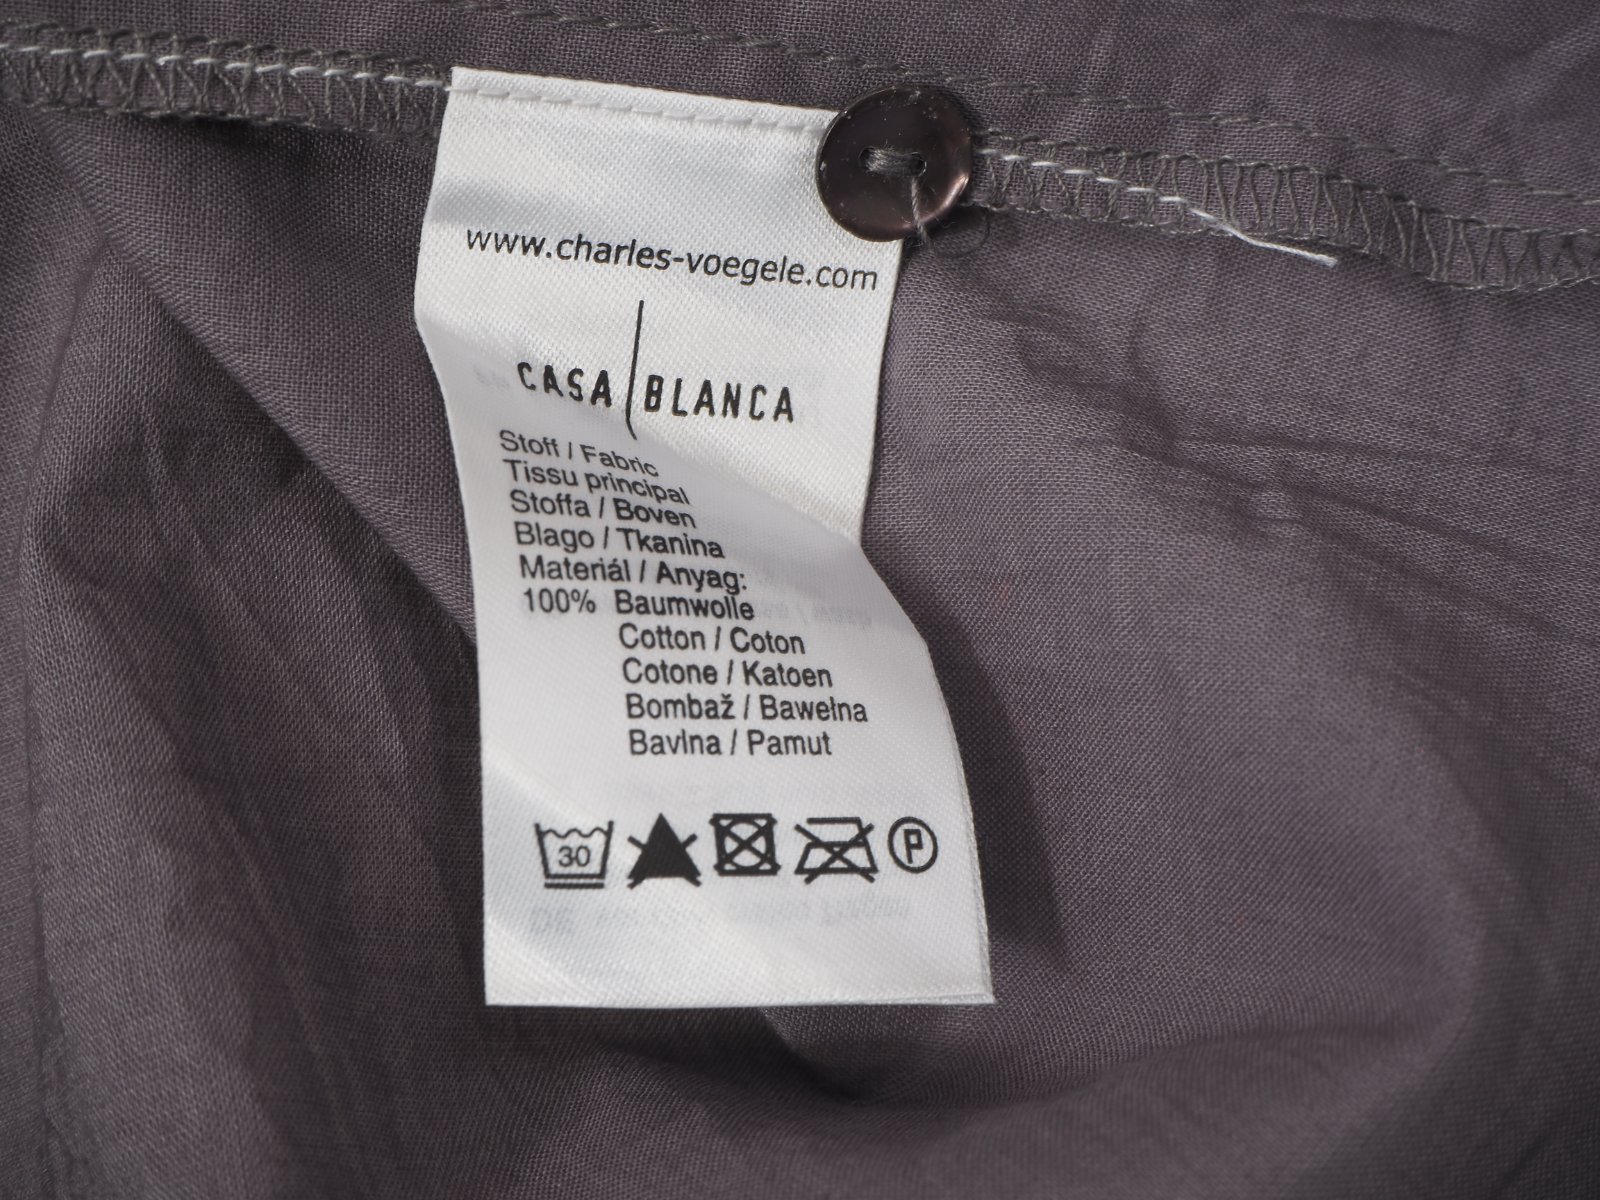 www.charles-voegele.com
CASA BLANCA
Stoff / Fabric
Tissu principal
Stoffa / Boven
Blago / Tkanina
Materiál / Anyag:
100% Baumwolle
Cotton / Coton
Cotone / Katoen
Bombaž / Bawełna
Bavlna / Pamut
30
P